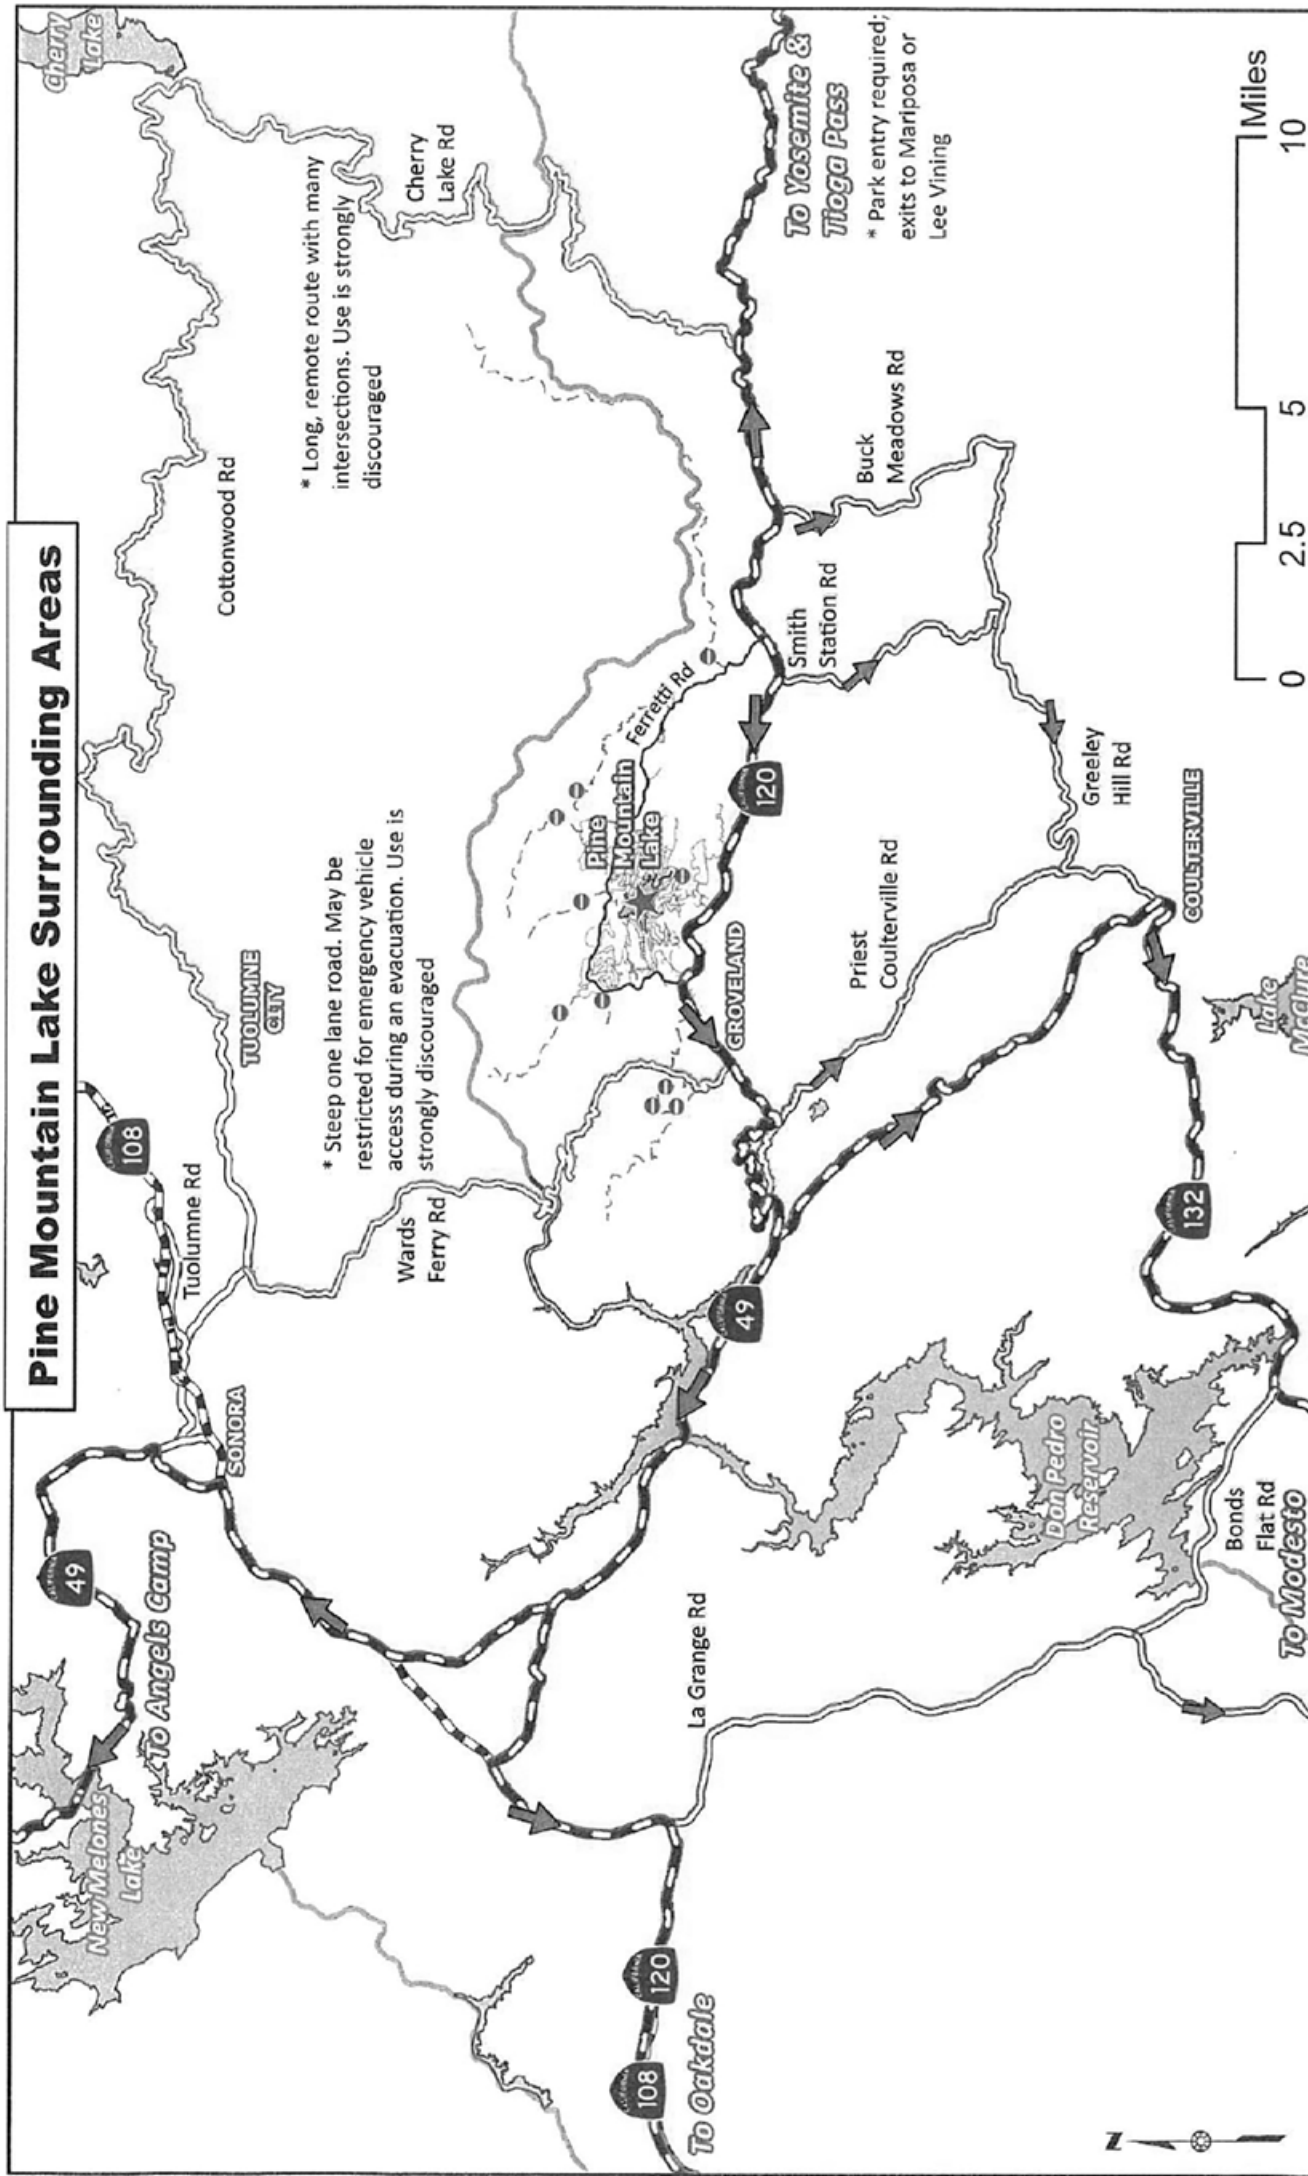 Pine Mountain Lake Surrounding Areas
Cherry
Lake
108
49
To Angels Camp
New Melones
Lake
SONORA
Tuolumne Rd
TUOLUMNE
CITY
Cottonwood Rd
* Long, remote route with many
intersections. Use is strongly
discouraged
Cherry
Lake Rd
* Steep one lane road. May be
restricted for emergency vehicle
access during an evacuation. Use is
strongly discouraged
Wards
Ferry Rd
Pine
Mountain
Lake
Ferretti Rd
108
120
To Oakdale
La Grange Rd
49
GROVELAND
120
Smith
Station Rd
To Yosemite &
Tioga Pass
* Park entry required;
exits to Mariposa or
Lee Vining
Buck
Meadows Rd
Priest
Coulterville Rd
Greeley
Hill Rd
Don Pedro
Reservoir
COULTERVILLE
132
Bonds
Flat Rd
To Modesto
Lake
McClure
N
0
2.5
5
10
Miles